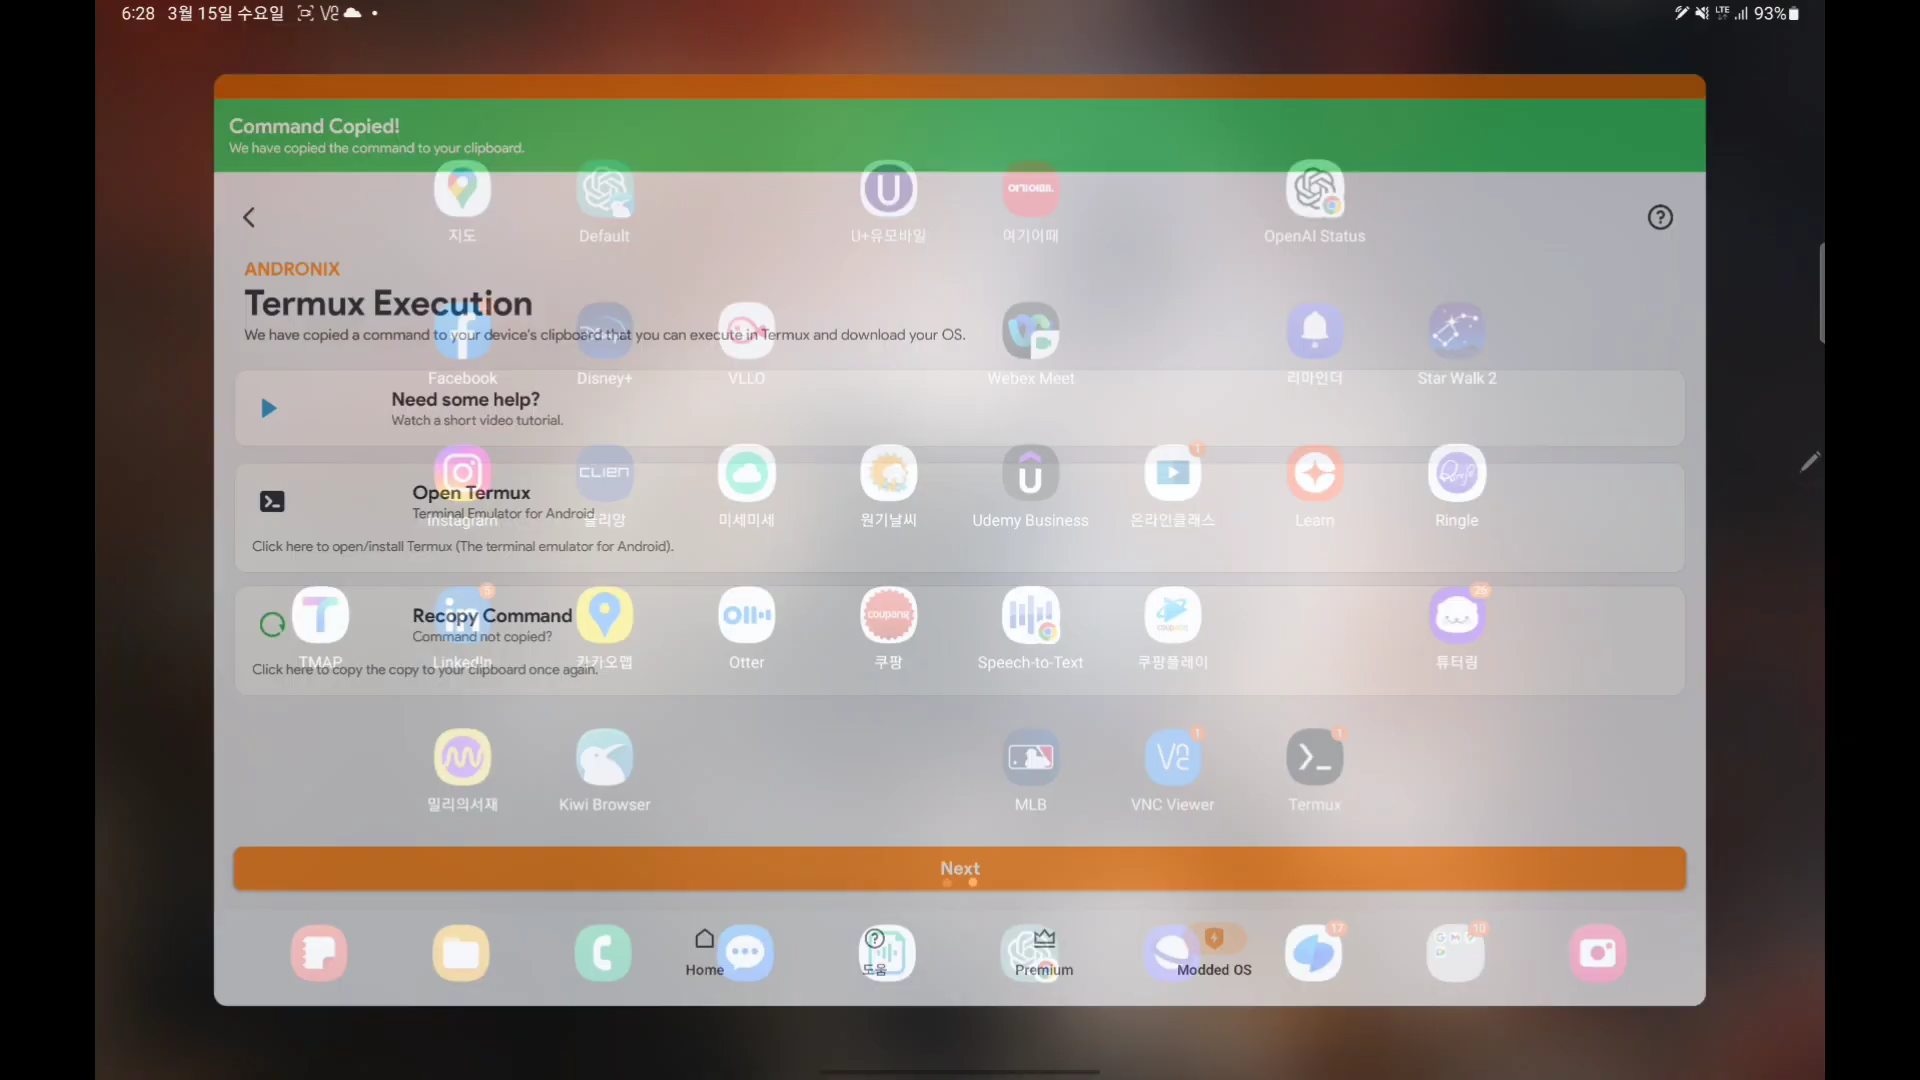 6:28 3월 15일 수요일
LTE 93%
Command Copied!
We have copied the command to your clipboard.
지도
Default
U+유모바일
여기어때
OpenAI Status
ANDRONIX
Termux Execution
We have copied a command to your device's clipboard that you can execute in Termux and download your OS.
Facebook
Disney+
VLLO
Webex Meet
리마인더
Star Walk 2
Need some help?
Watch a short video tutorial.
CLIEN
Open Termux
Terminal Emulator for Android
Instagram
클리앙
미세미세
원기날씨
Udemy Business
온라인클래스
Learn
Ringle
Click here to open/install Termux (The terminal emulator for Android).
Recopy Command
Command not copied?
coupang
TMAP
LinkedIn
카카오맵
Otter
쿠팡
Speech-to-Text
쿠팡플레이
튜터링
Click here to copy the copy to your clipboard once again.
밀리의서재
Kiwi Browser
MLB
VNC Viewer
Termux
Next
Home
도움
Premium
Modded OS